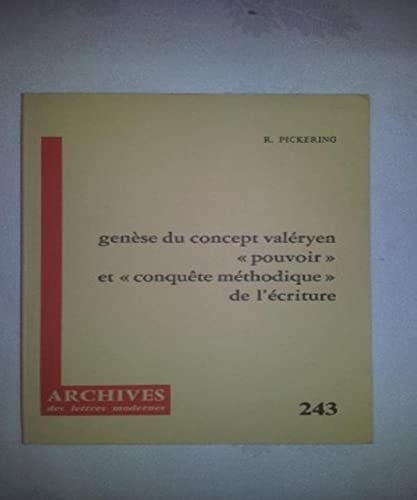 R. PICKERING
genèse du concept valéryen
« pouvoir »
et « conquête méthodique »
de l'écriture
ARCHIVES
des lettres modernes
243